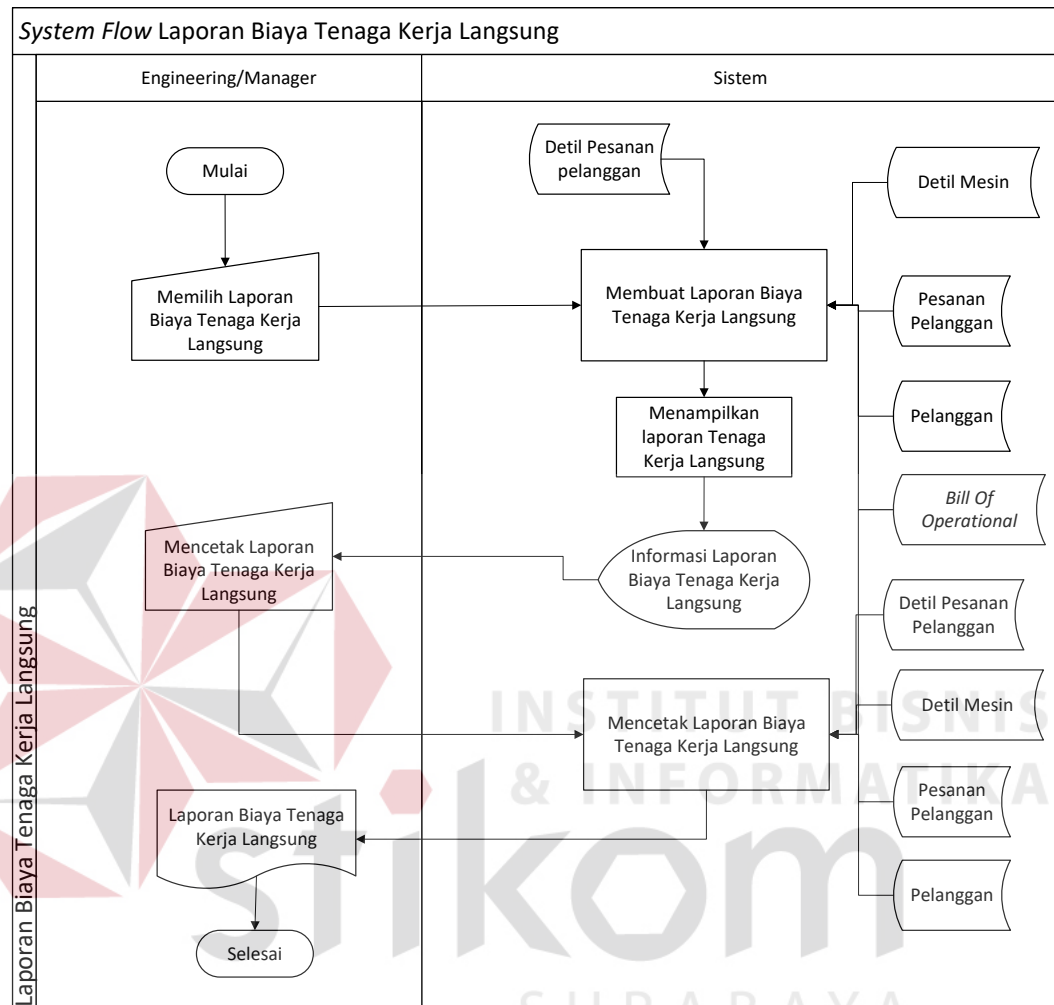 System Flow Laporan Biaya Tenaga Kerja Langsung
Engineering/Manager
Sistem
Laporan Biaya Tenaga Kerja Langsung
Mulai
Detil Pesanan
pelanggan
Detil Mesin
Memilih Laporan
Biaya Tenaga Kerja
Langsung
Membuat Laporan Biaya
Tenaga Kerja Langsung
Pesanan
Pelanggan
Menampilkan
laporan Tenaga
Kerja Langsung
Pelanggan
Bill Of
Operational
Mencetak Laporan
Biaya Tenaga Kerja
Langsung
Informasi Laporan
Biaya Tenaga Kerja
Langsung
Detil Pesanan
Pelanggan
Detil Mesin
Mencetak Laporan Biaya
Tenaga Kerja Langsung
Pesanan
Pelanggan
Laporan Biaya Tenaga
Kerja Langsung
Pelanggan
Selesai
INSTITUT BISNIS
& INFORMATIKA
stikom
SURABAYA